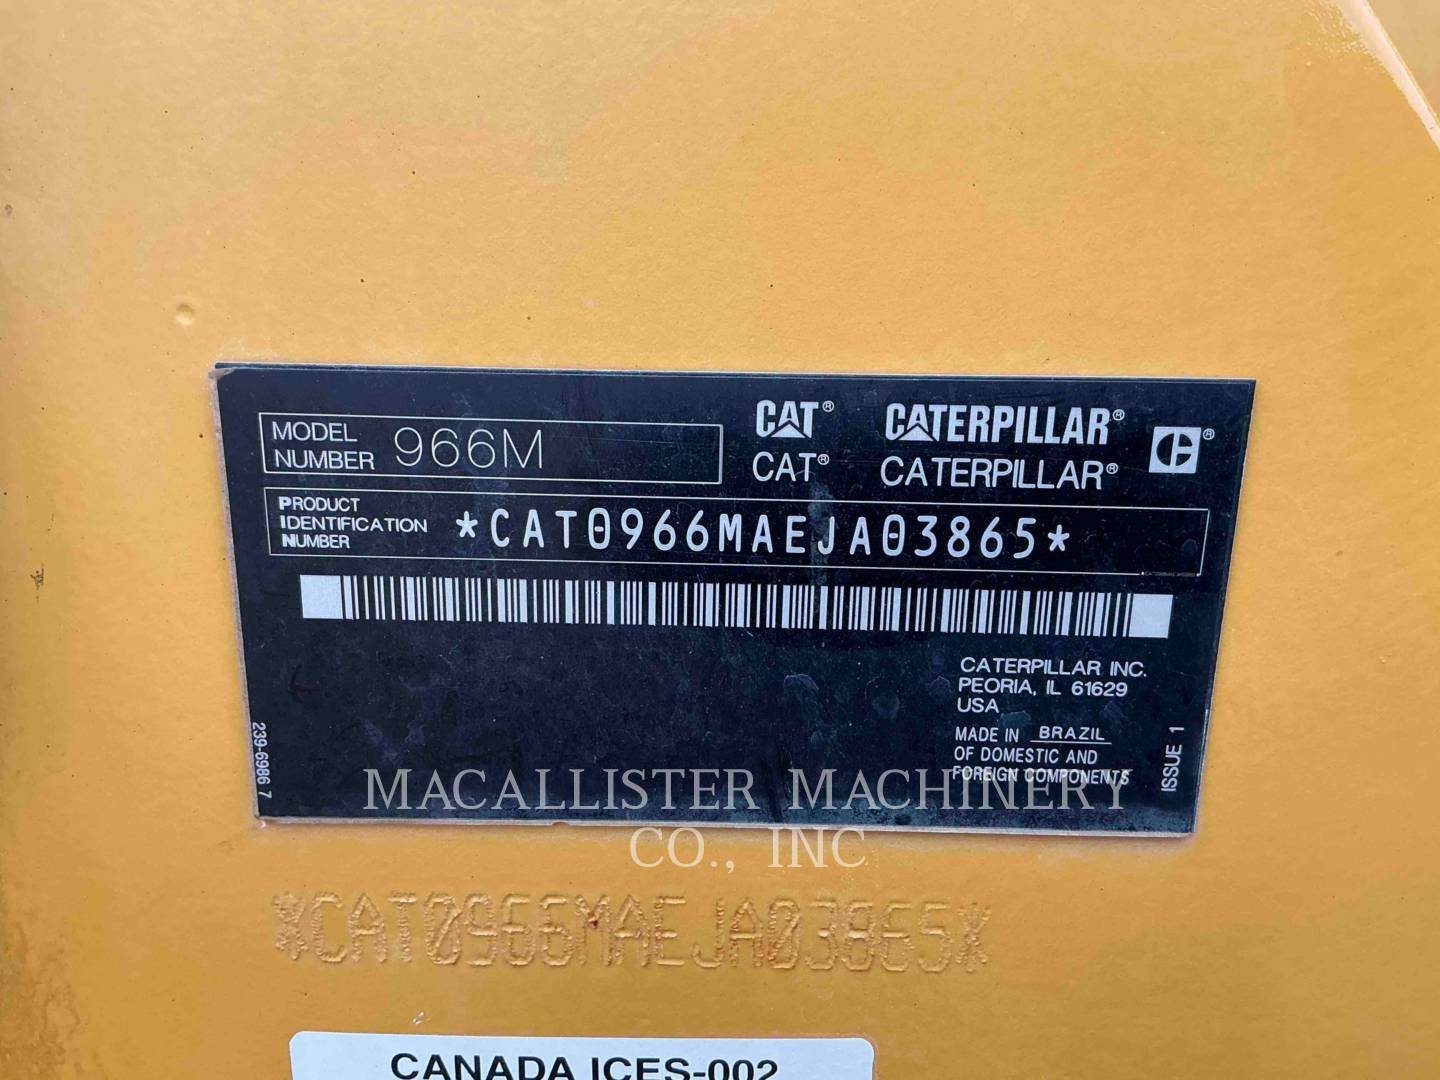 MODEL NUMBER 966M
CAT® CATERPILLAR®
CAT® CATERPILLAR®
PRODUCT IDENTIFICATION NUMBER *CAT0966MAEJA03865*
CATERPILLAR INC.
PEORIA, IL 61629
USA
MADE IN BRAZIL
OF DOMESTIC AND
FOREIGN COMPONENTS
239-6986 7
ISSUE 1
MACALLISTER MACHINERY
CO., INC
*CAT0966MAEJA03865*
CANADA ICES-002